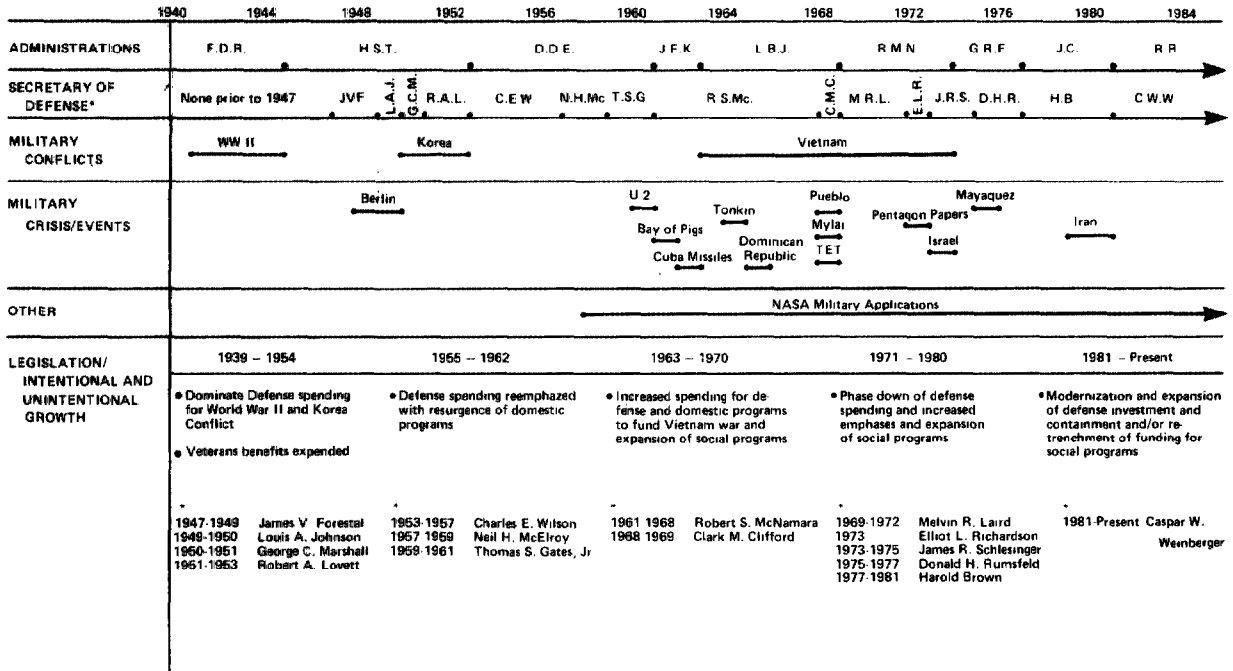 1940 1944 1948 1952 1956 1960 1964 1968 1972 1976 1980 1984
ADMINISTRATIONS F.D.R. H S.T. D.D.E. J.F.K L B.J. R M N G R.F J.C. R R
SECRETARY OF
DEFENSE* None prior to 1947 JVF L.A.J. G.C.M. R.A.L. C.E W N.H.Mc T.S.G R S.Mc. C.M.C. M R.L. E.L.R. J.R.S. D.H.R. H.B C W.W
MILITARY
CONFLICTS WW II Korea Vietnam
MILITARY
CRISIS/EVENTS
Berlin U 2 Pueblo Mayaquez
Tonkin Pentagon Papers
Bay of Pigs Mylai Iran
Dominican Israel
Cuba Missiles Republic TET
OTHER NASA Military Applications
LEGISLATION/
INTENTIONAL AND
UNINTENTIONAL
GROWTH
1939 – 1954
• Dominate Defense spending
for World War II and Korea
Conflict
• Veterans benefits expended
1955 – 1962
• Defense spending reemphazed
with resurgence of domestic
programs
1963 – 1970
• Increased spending for de
fense and domestic programs
to fund Vietnam war and
expansion of social programs
1971 – 1980
• Phase down of defense
spending and increased
emphases and expansion
of social programs
1981 – Present
• Modernization and expansion
of defense investment and
containment and/or re-
trenchment of funding for
social programs
*
1947-1949 James V Forestal
1949-1950 Louis A. Johnson
1950-1951 George C. Marshall
1951-1953 Robert A. Lovett
*
1953-1957 Charles E. Wilson
1957 1959 Neil H. McElroy
1959-1961 Thomas S. Gates, Jr
*
1961 1968 Robert S. McNamara
1968 1969 Clark M. Clifford
*
1969-1972 Melvin R. Laird
1973 Elliot L. Richardson
1973-1975 James R. Schlesinger
1975-1977 Donald H. Rumsfeld
1977-1981 Harold Brown
*
1981-Present Caspar W.
Weinberger